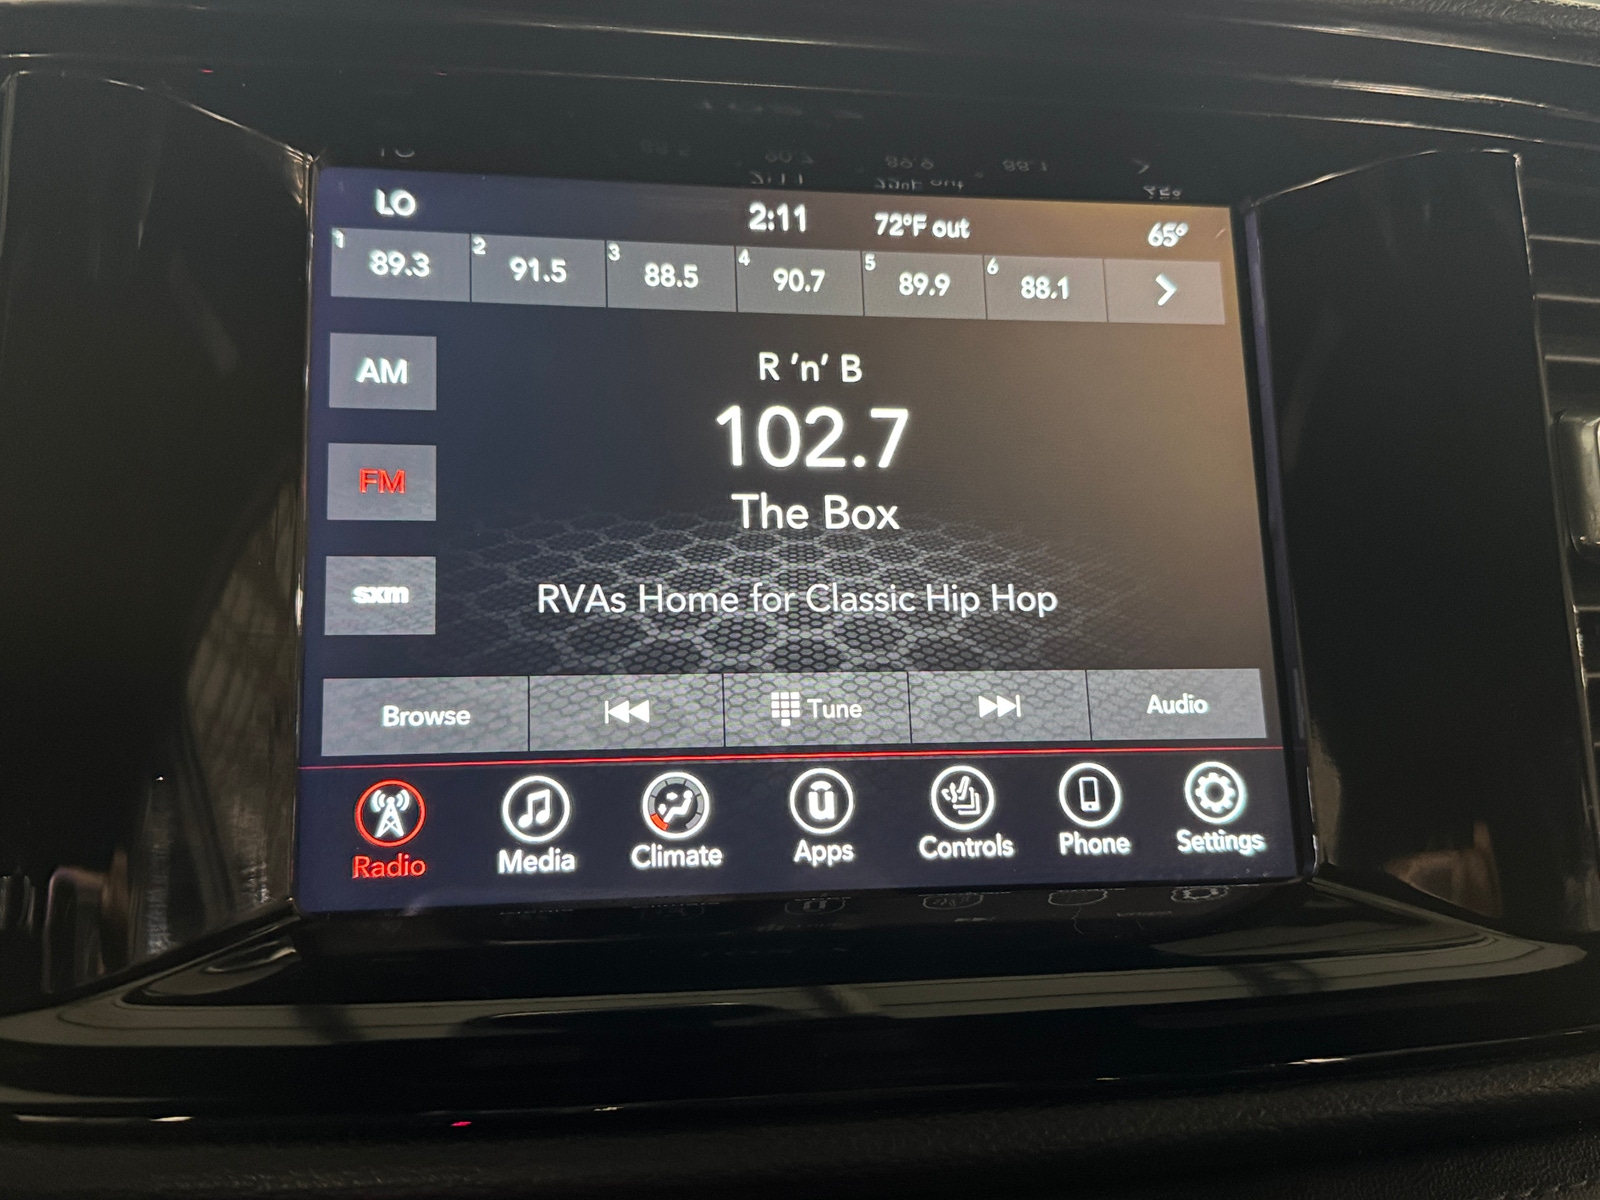 LO 2:11 72°F out 65°
1 89.3 2 91.5 3 88.5 4 90.7 5 89.9 6 88.1
AM
R 'n' B
102.7
FM
The Box
sxm
RVAs Home for Classic Hip Hop
Browse Tune Audio
Radio Media Climate Apps Controls Phone Settings